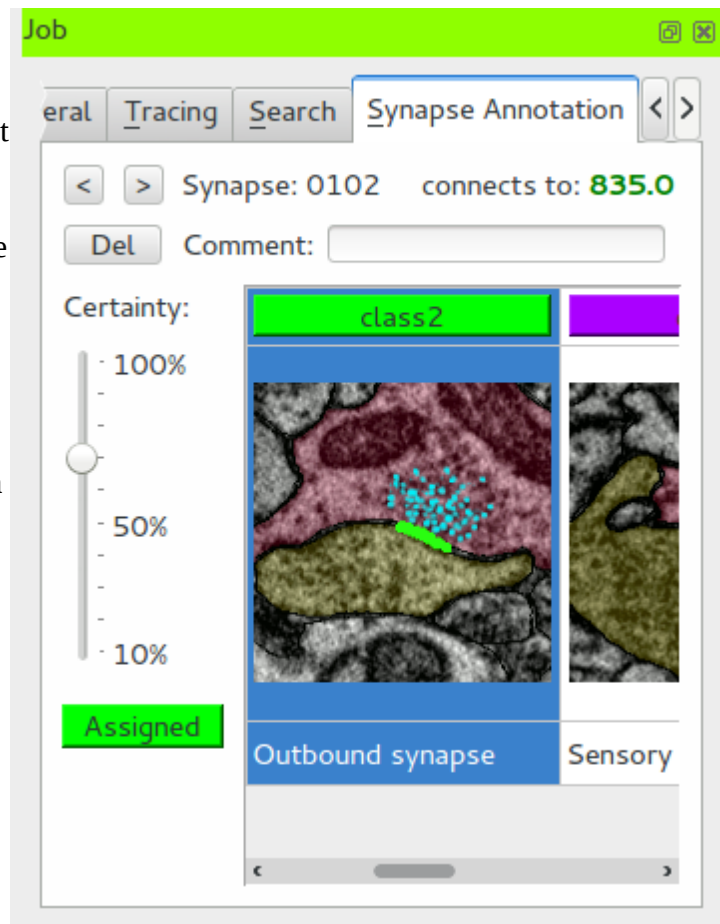 Job
eral Tracing Search Synapse Annotation < >
< > Synapse: 0102 connects to: 835.0
Del Comment:
Certainty:
class2
100%
50%
10%
Assigned
Outbound synapse Sensory